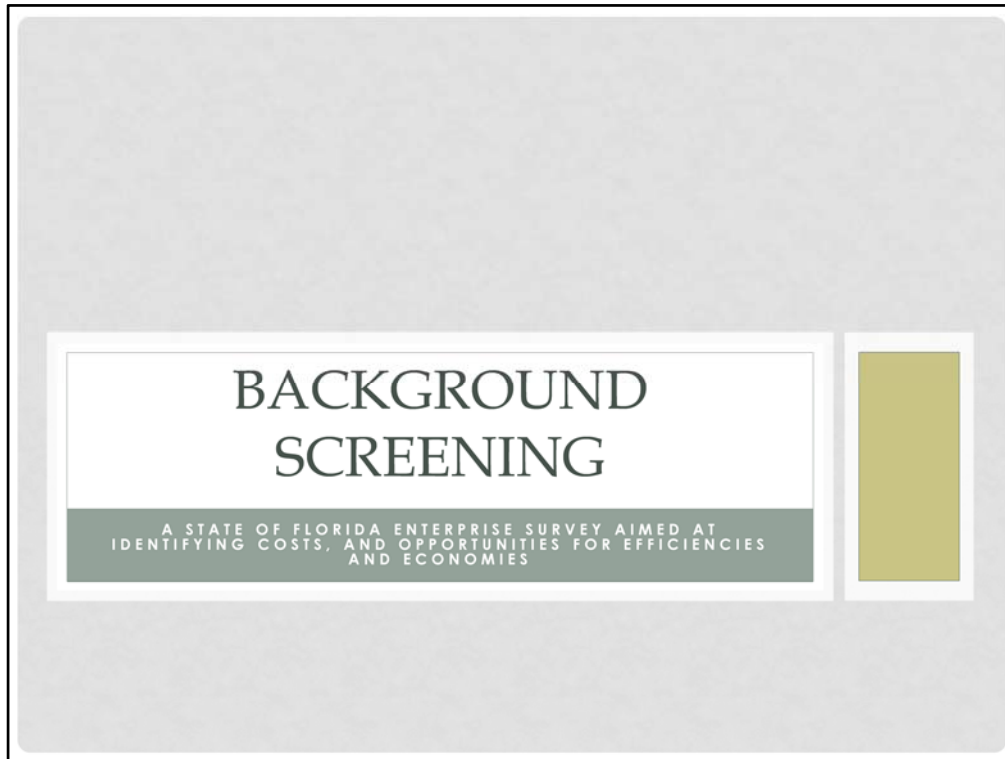 BACKGROUND
SCREENING
A STATE OF FLORIDA ENTERPRISE SURVEY AIMED AT
IDENTIFYING COSTS, AND OPPORTUNITIES FOR EFFICIENCIES
AND ECONOMIES